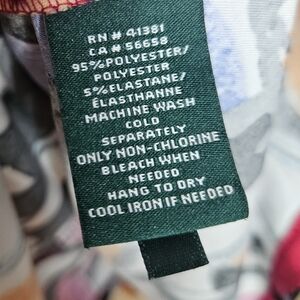 RN # 41381
CA # 56658
95%POLYESTER/
POLYESTER
5%ELASTANE/
ÉLASTHANNE
MACHINE WASH
COLD
SEPARATELY
ONLY NON-CHLORINE
BLEACH WHEN
NEEDED
HANG TO DRY
COOL IRON IF NEEDED